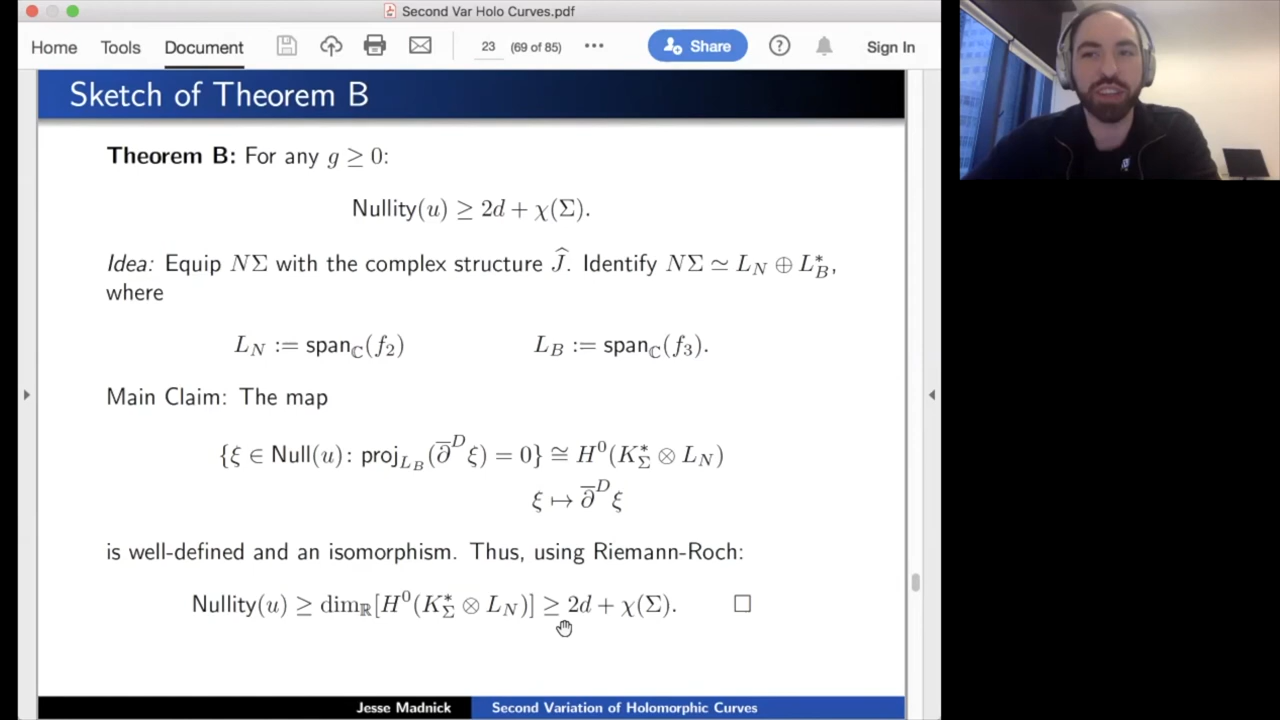 Second Var Holo Curves.pdf
Home Tools Document 23 (69 of 85) ••• Share Sign In
Sketch of Theorem B
Theorem B: For any g ≥ 0:
Nullity(u) ≥ 2d + χ(Σ).
Idea: Equip NΣ with the complex structure Ĵ. Identify NΣ ≃ L_N ⊕ L_B^*,
where
L_N := span_ℂ(f_2) L_B := span_ℂ(f_3).
Main Claim: The map
{ξ ∈ Null(u): proj_{L_B}(∂̄^D ξ) = 0} ≅ H^0(K_Σ^* ⊗ L_N)
ξ ↦ ∂̄^D ξ
is well-defined and an isomorphism. Thus, using Riemann-Roch:
Nullity(u) ≥ dim_ℝ[H^0(K_Σ^* ⊗ L_N)] ≥ 2d + χ(Σ). □
Jesse Madnick Second Variation of Holomorphic Curves